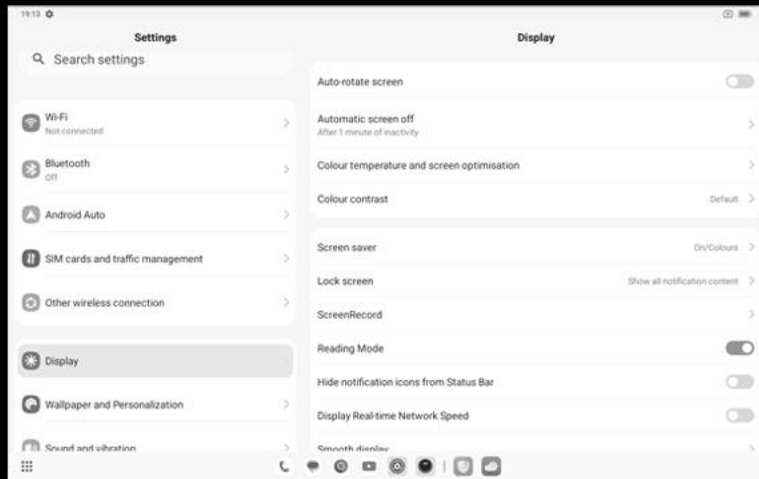 19:13
Settings
Display
Search settings
Wi-Fi
Not connected
Bluetooth
Off
Android Auto
SIM cards and traffic management
Other wireless connection
Display
Wallpaper and Personalization
Sound and vibration
Auto-rotate screen
Automatic screen off
After 1 minute of inactivity
Colour temperature and screen optimisation
Colour contrast Default
Screen saver On/Colours
Lock screen Show all notification content
ScreenRecord
Reading Mode
Hide notification icons from Status Bar
Display Real-time Network Speed
Smooth display